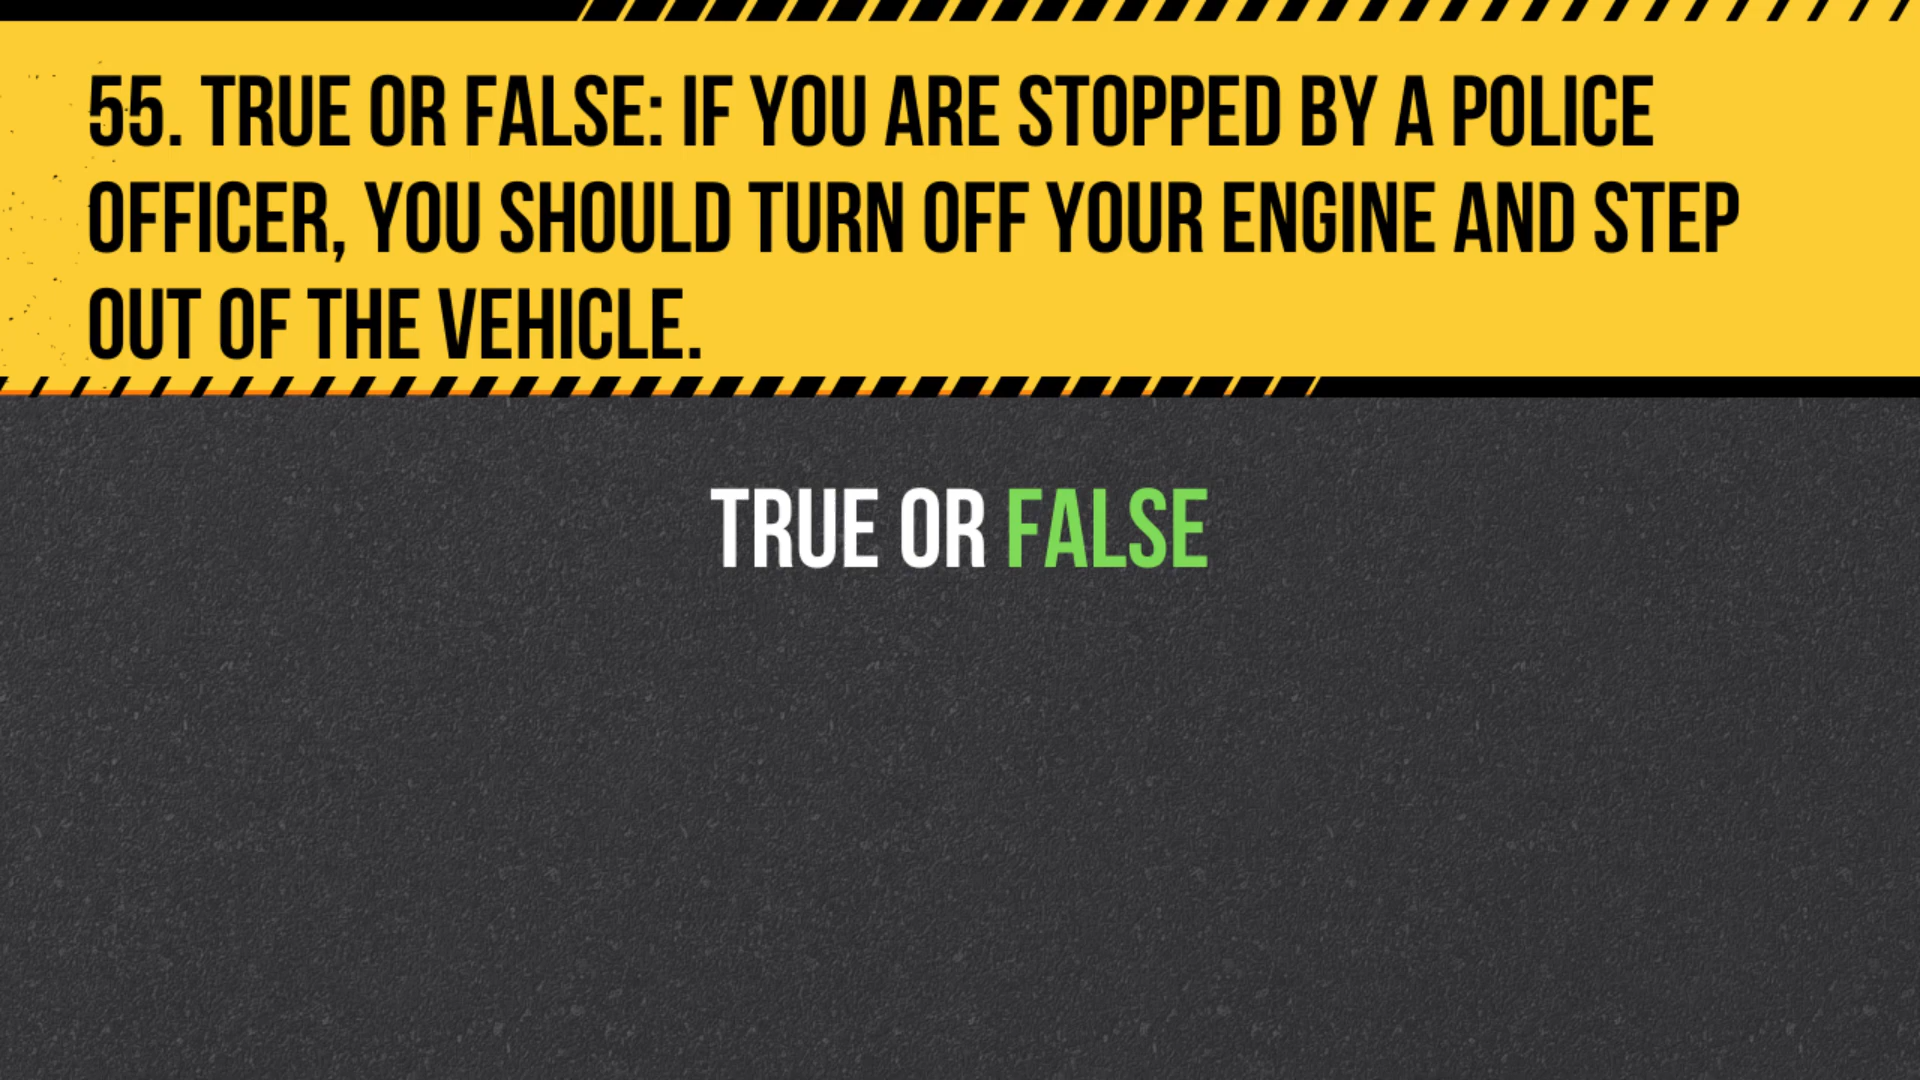 55. TRUE OR FALSE: IF YOU ARE STOPPED BY A POLICE
OFFICER, YOU SHOULD TURN OFF YOUR ENGINE AND STEP
OUT OF THE VEHICLE.
TRUE OR FALSE